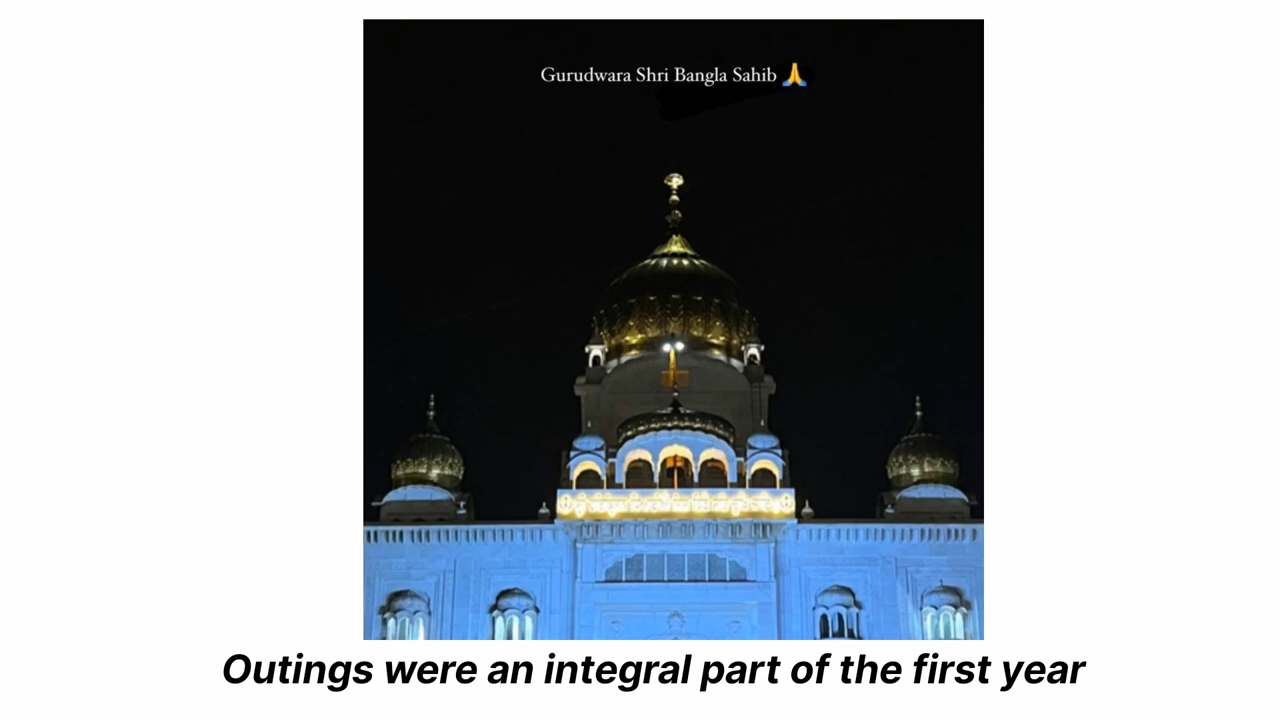 Gurudwara Shri Bangla Sahib 🙏
Outings were an integral part of the first year